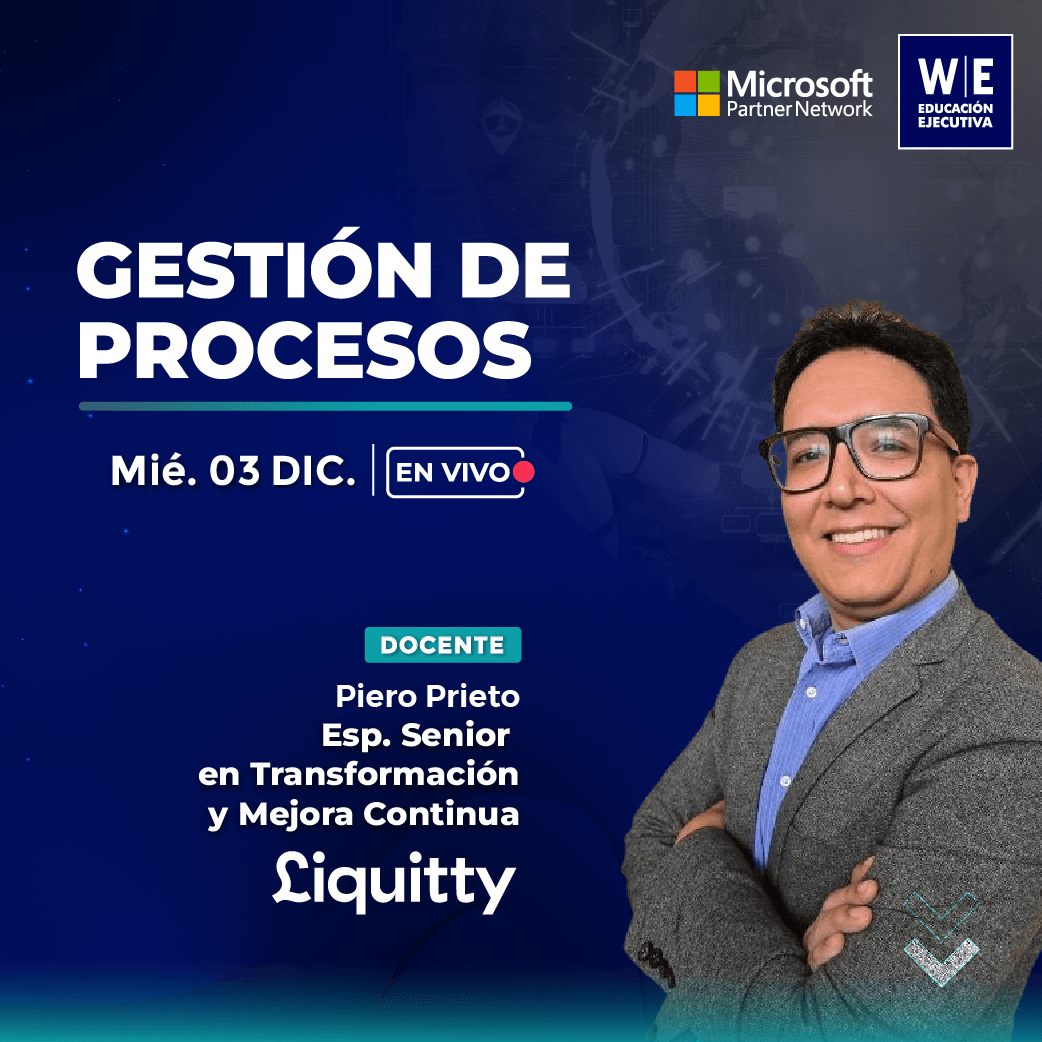 Microsoft
Partner Network
W|E
EDUCACIÓN
EJECUTIVA
GESTIÓN DE
PROCESOS
Mié. 03 DIC. | EN VIVO
DOCENTE
Piero Prieto
Esp. Senior
en Transformación
y Mejora Continua
Liquitty